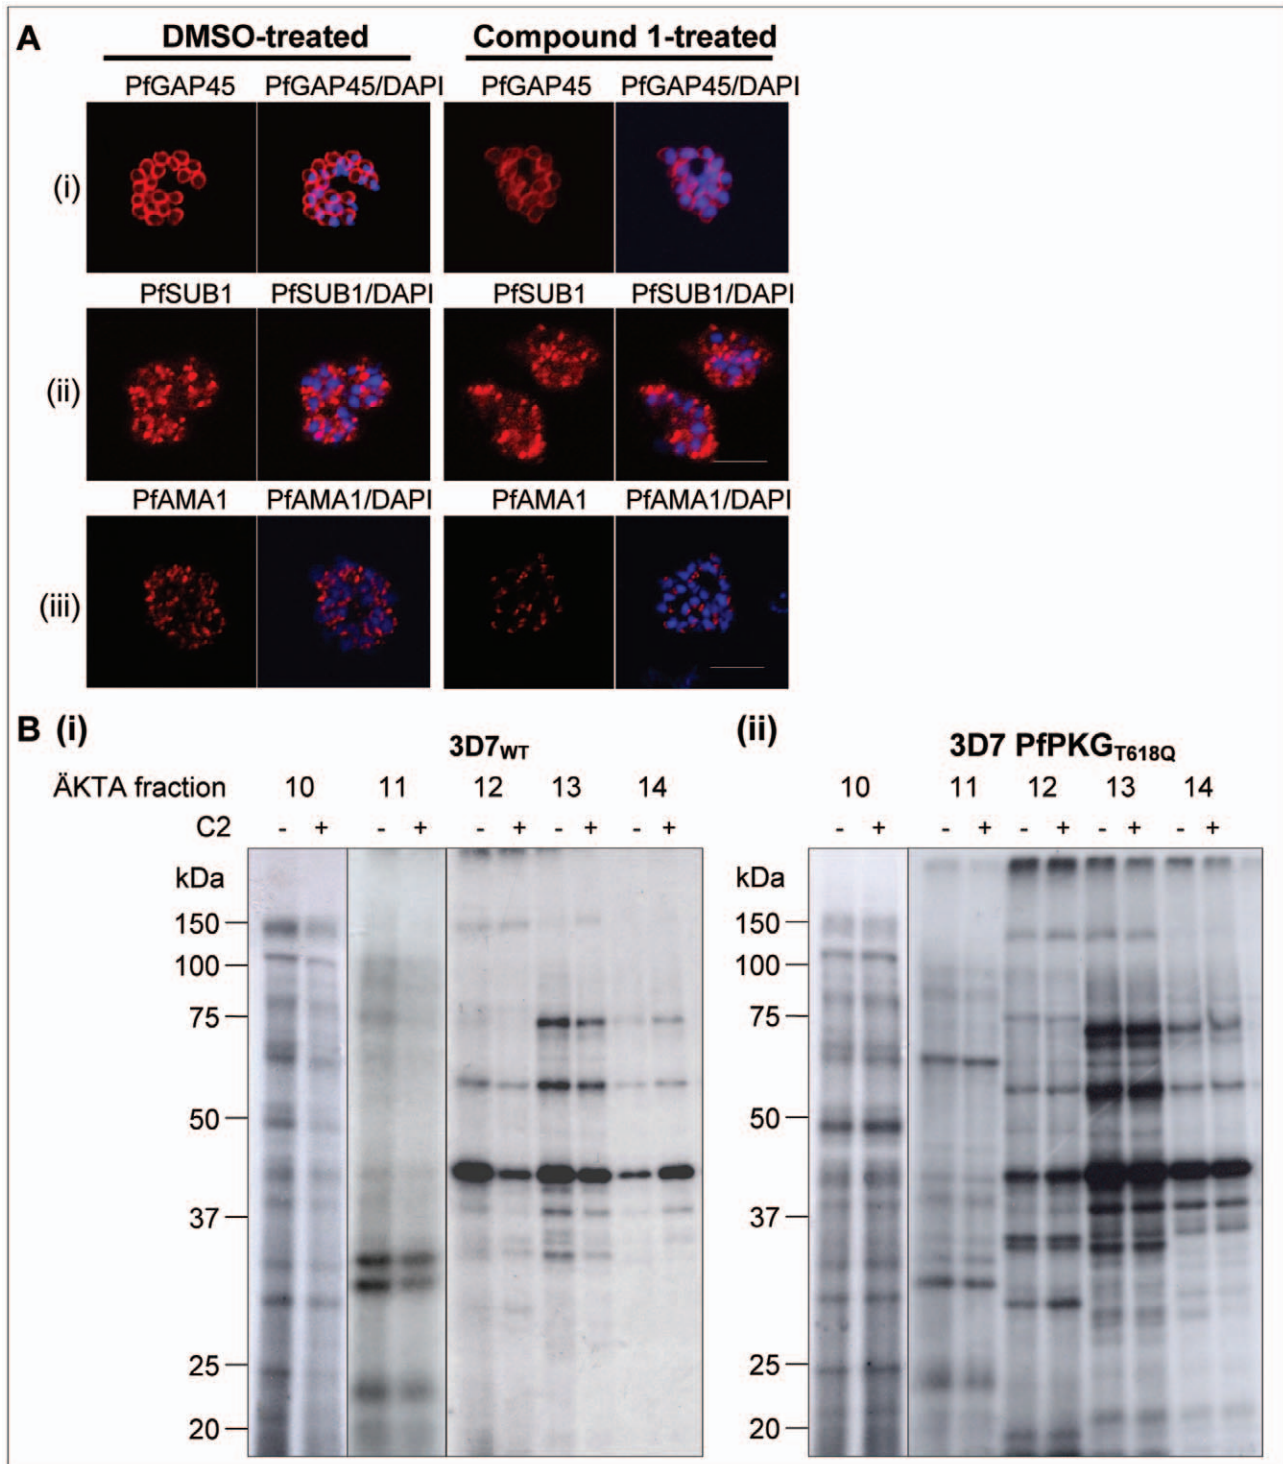 A DMSO-treated Compound 1-treated
PfGAP45 PfGAP45/DAPI PfGAP45 PfGAP45/DAPI
(i)
PfSUB1 PfSUB1/DAPI PfSUB1 PfSUB1/DAPI
(ii)
PfAMA1 PfAMA1/DAPI PfAMA1 PfAMA1/DAPI
(iii)
B (i) 3D7WT
ÄKTA fraction 10 11 12 13 14
C2 - + - + - + - + - +
kDa
150
100
75
50
37
25
20
(ii) 3D7 PfPKGT618Q
10 11 12 13 14
- + - + - + - + - +
kDa
150
100
75
50
37
25
20